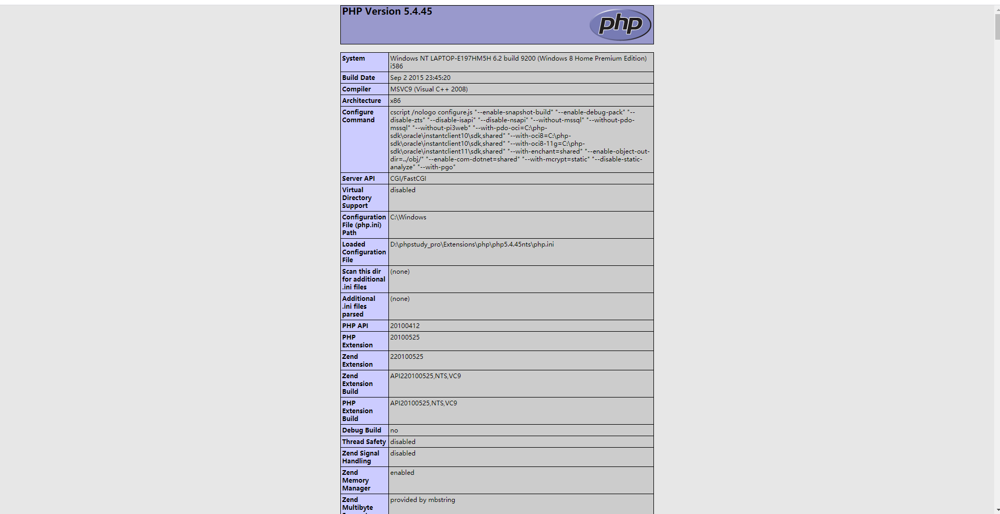 PHP Version 5.4.45
php
System
Windows NT LAPTOP-E197HM5H 6.2 build 9200 (Windows 8 Home Premium Edition)
i586
Build Date
Sep 2 2015 23:45:20
Compiler
MSVC9 (Visual C++ 2008)
Architecture
x86
Configure
Command
cscript /nologo configure.js "--enable-snapshot-build" "--enable-debug-pack" "--
disable-zts" "--disable-isapi" "--disable-nsapi" "--without-mssql" "--without-pdo-
mssql" "--without-pi3web" "--with-pdo-oci=C:\php-
sdk\oracle\instantclient10\sdk,shared" "--with-oci8=C:\php-
sdk\oracle\instantclient10\sdk,shared" "--with-oci8-11g=C:\php-
sdk\oracle\instantclient11\sdk,shared" "--with-enchant=shared" "--enable-object-out-
dir=../obj/" "--enable-com-dotnet=shared" "--with-mcrypt=static" "--disable-static-
analyze" "--with-pgo"
Server API
CGI/FastCGI
Virtual
Directory
Support
disabled
Configuration
File (php.ini)
Path
C:\Windows
Loaded
Configuration
File
D:\phpstudy_pro\Extensions\php\php5.4.45nts\php.ini
Scan this dir
for additional
.ini files
(none)
Additional
.ini files
parsed
(none)
PHP API
20100412
PHP
Extension
20100525
Zend
Extension
220100525
Zend
Extension
Build
API220100525,NTS,VC9
PHP
Extension
Build
API20100525,NTS,VC9
Debug Build
no
Thread Safety
disabled
Zend Signal
Handling
disabled
Zend
Memory
Manager
enabled
Zend
Multibyte
provided by mbstring